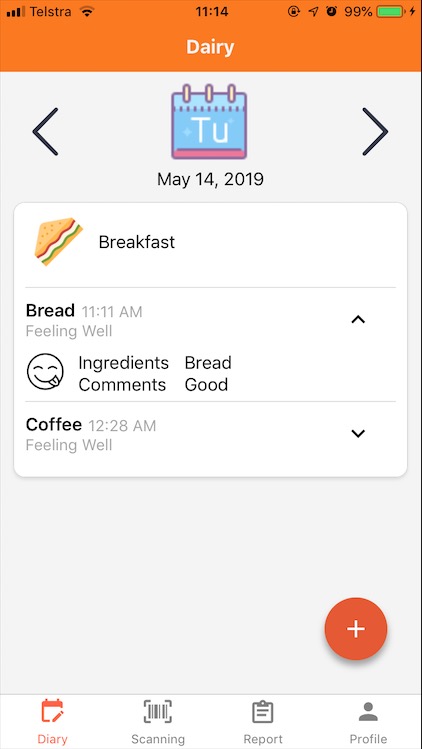 Telstra 11:14 99%
Dairy
Tu
May 14, 2019
Breakfast
Bread 11:11 AM
Feeling Well
Ingredients Bread
Comments Good
Coffee 12:28 AM
Feeling Well
+
Diary Scanning Report Profile